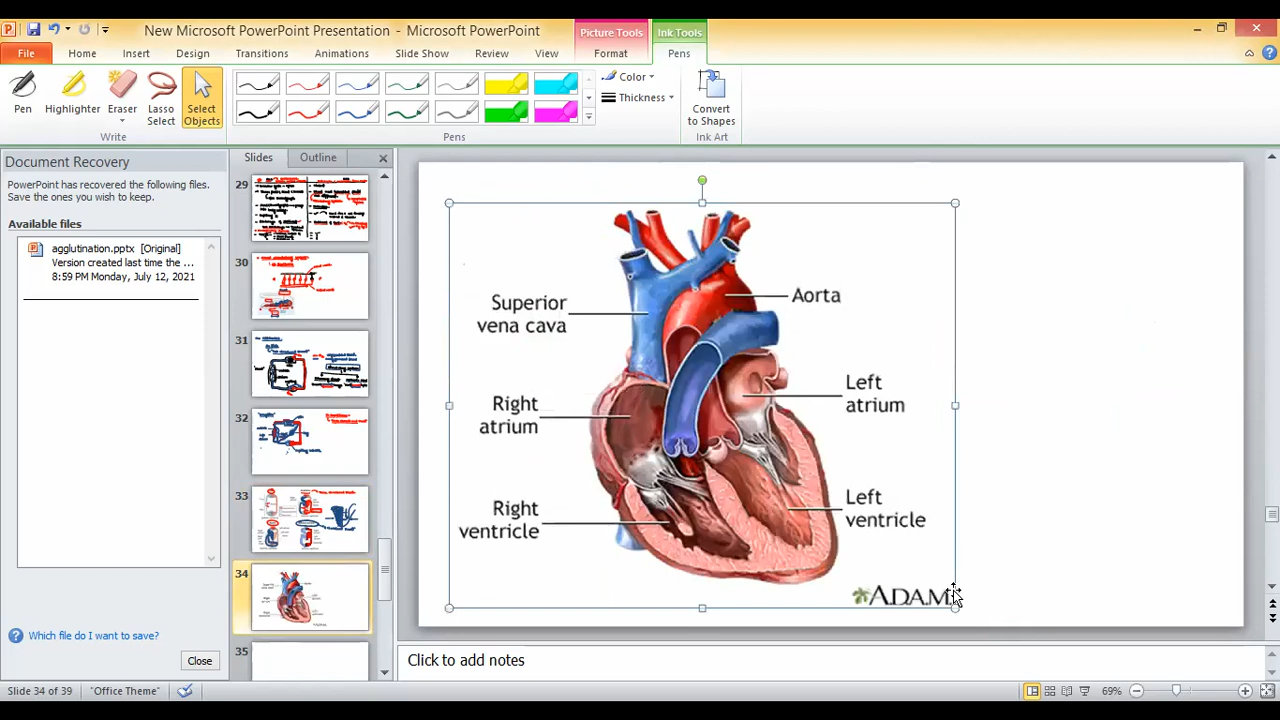 New Microsoft PowerPoint Presentation - Microsoft PowerPoint
Picture Tools
Ink Tools
File
Home
Insert
Design
Transitions
Animations
Slide Show
Review
View
Format
Pens
Pen
Highlighter
Eraser
Lasso
Select
Select
Objects
Color
Thickness
Convert
to Shapes
Write
Pens
Ink Art
Document Recovery
PowerPoint has recovered the following files.
Save the ones you wish to keep.
Available files
agglutination.pptx [Original]
Version created last time the ...
8:59 PM Monday, July 12, 2021
Which file do I want to save?
Close
Slides
Outline
29
30
31
32
33
34
35
Superior
vena cava
Aorta
Right
atrium
Left
atrium
Right
ventricle
Left
ventricle
A.D.A.M.
Click to add notes
Slide 34 of 39
"Office Theme"
69%